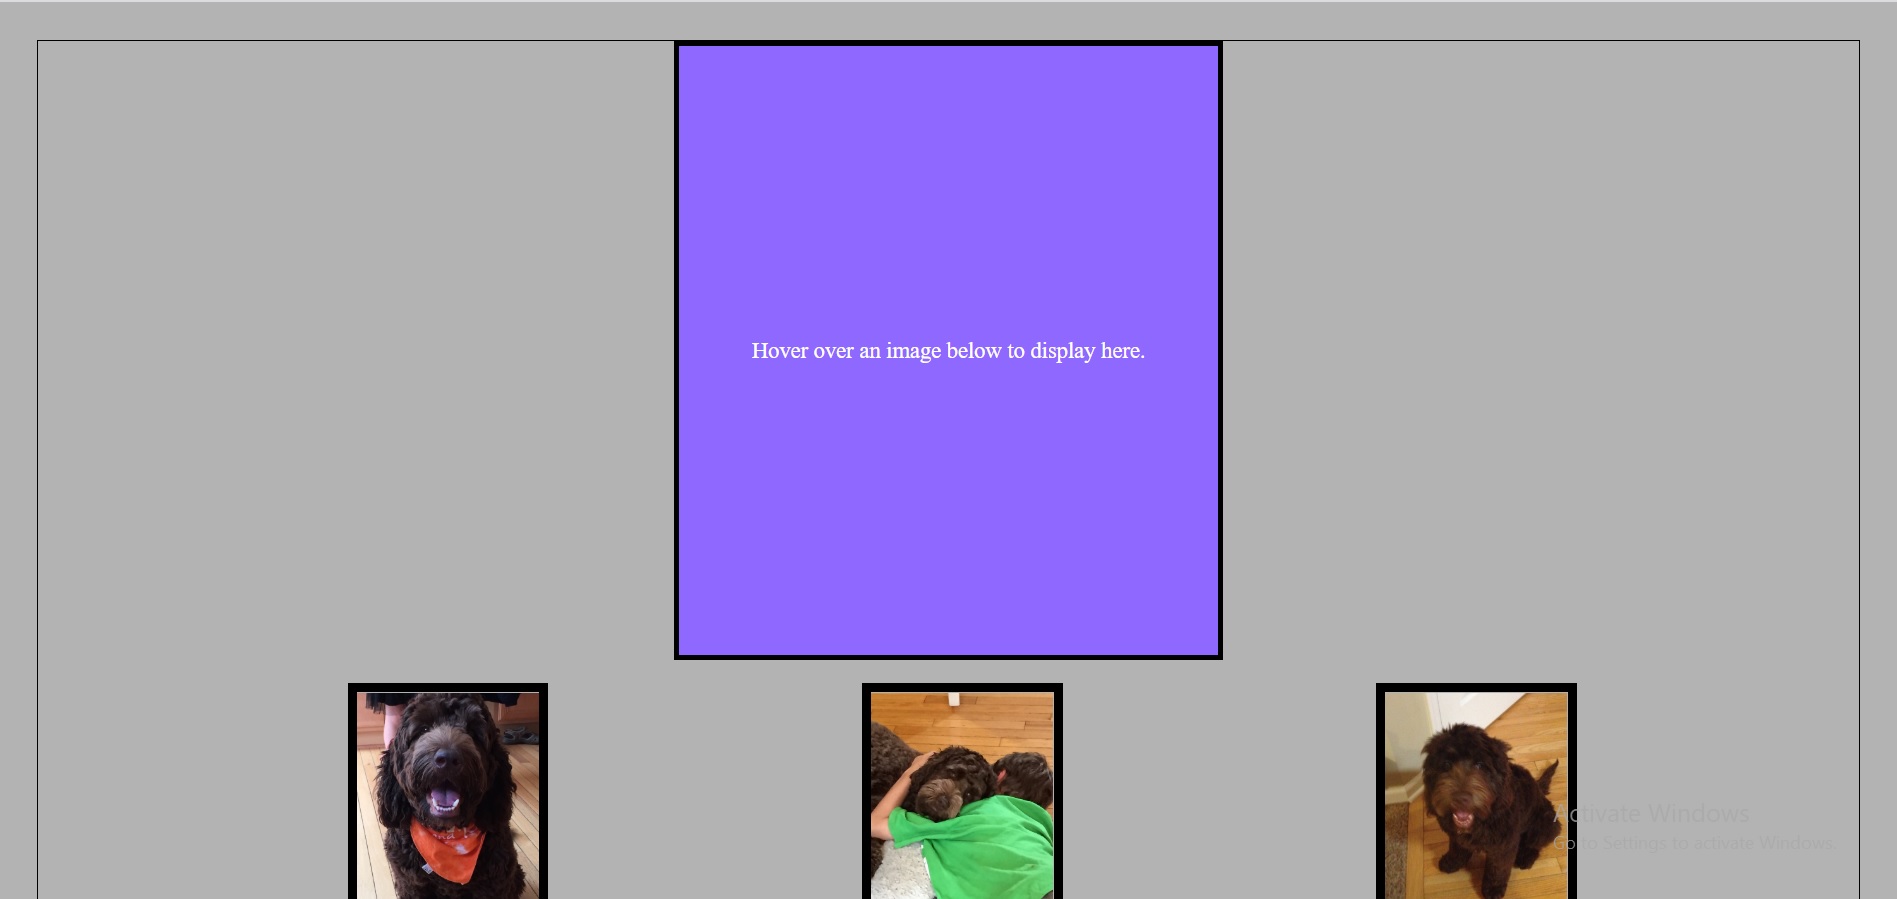 Hover over an image below to display here.
Activate Windows
Go to Settings to activate Windows.